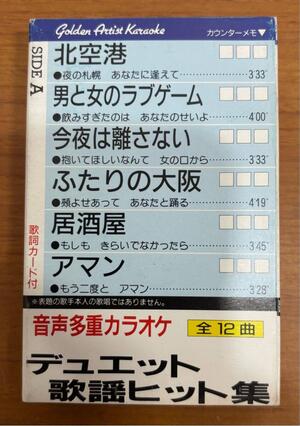 Golden Artist Karaoke
カウンターメモ▼
SIDE A
北空港
●夜の札幌 あなたに逢えて……………3'33"
男と女のラブゲーム
●飲みすぎたのは あなたのせいよ……4'00"
今夜は離さない
●抱いてほしいなんて 女の口から……3'33"
ふたりの大阪
●頬よせあって あなたと踊る…………4'19"
居酒屋
●もしも きらいでなかったら…………3'45"
アマン
●もう二度と アマン……………………3'28"
歌詞カード付
※表題の歌手本人の歌唱ではありません。
音声多重カラオケ
全12曲
デュエット
歌謡ヒット集